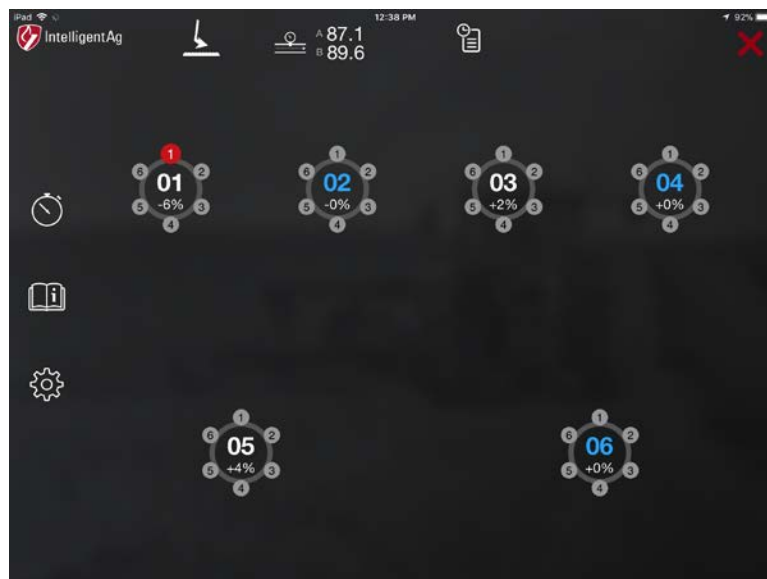 iPad 12:38 PM 92%
IntelligentAg A 87.1
B 89.6
1 1 1 1
6 2 6 2 6 2 6 2
01 02 03 04
-6% -0% +2% +0%
5 3 5 3 5 3 5 3
4 4 4 4
i
1 1
6 2 6 2
05 06
+4% +0%
5 3 5 3
4 4